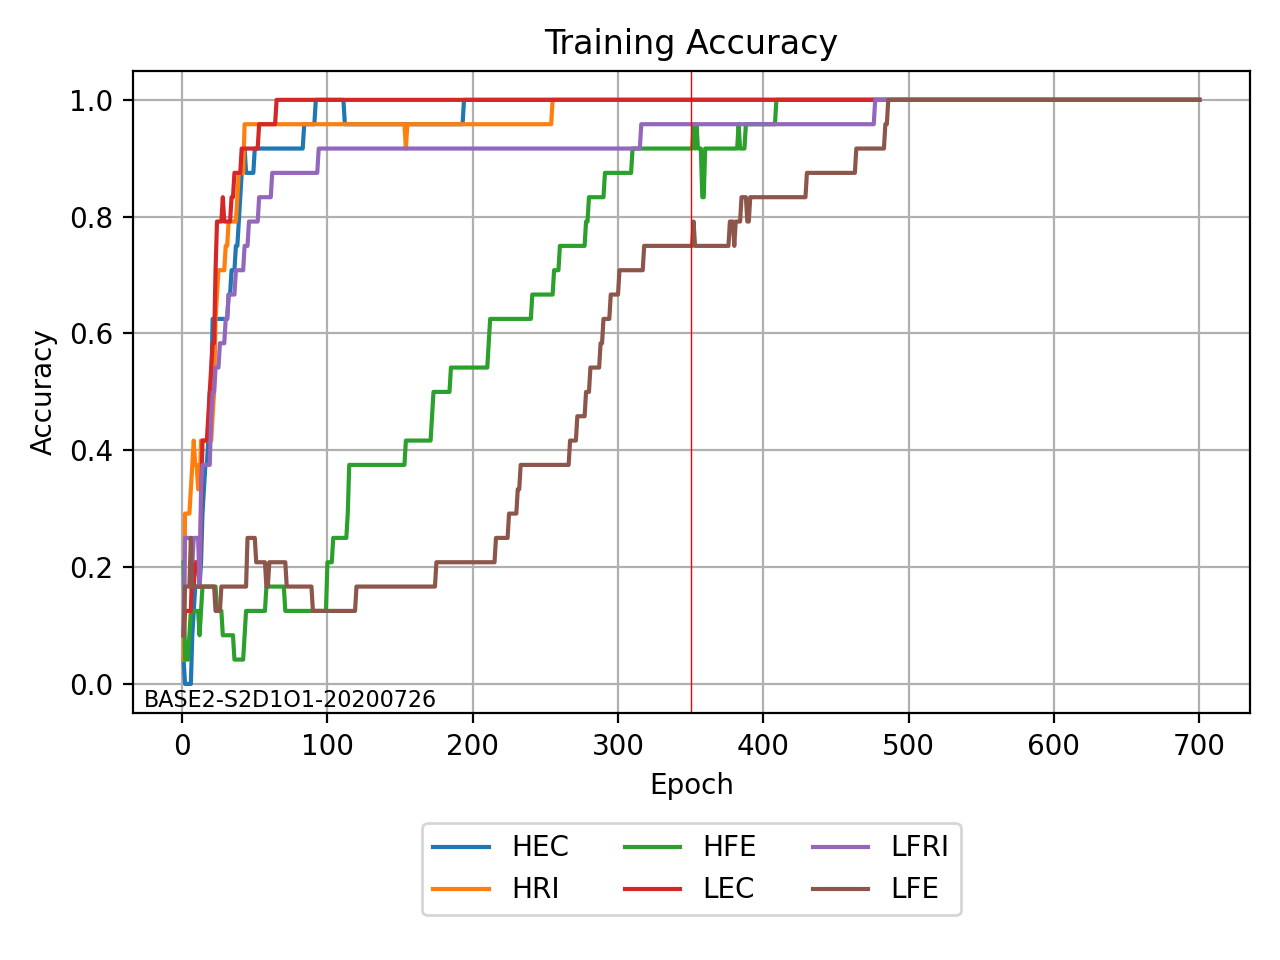 Training Accuracy
1.0
0.8
0.6
0.4
0.2
0.0
Accuracy
BASE2-S2D1O1-20200726
0 100 200 300 400 500 600 700
Epoch
HEC HFE LFRI
HRI LEC LFE